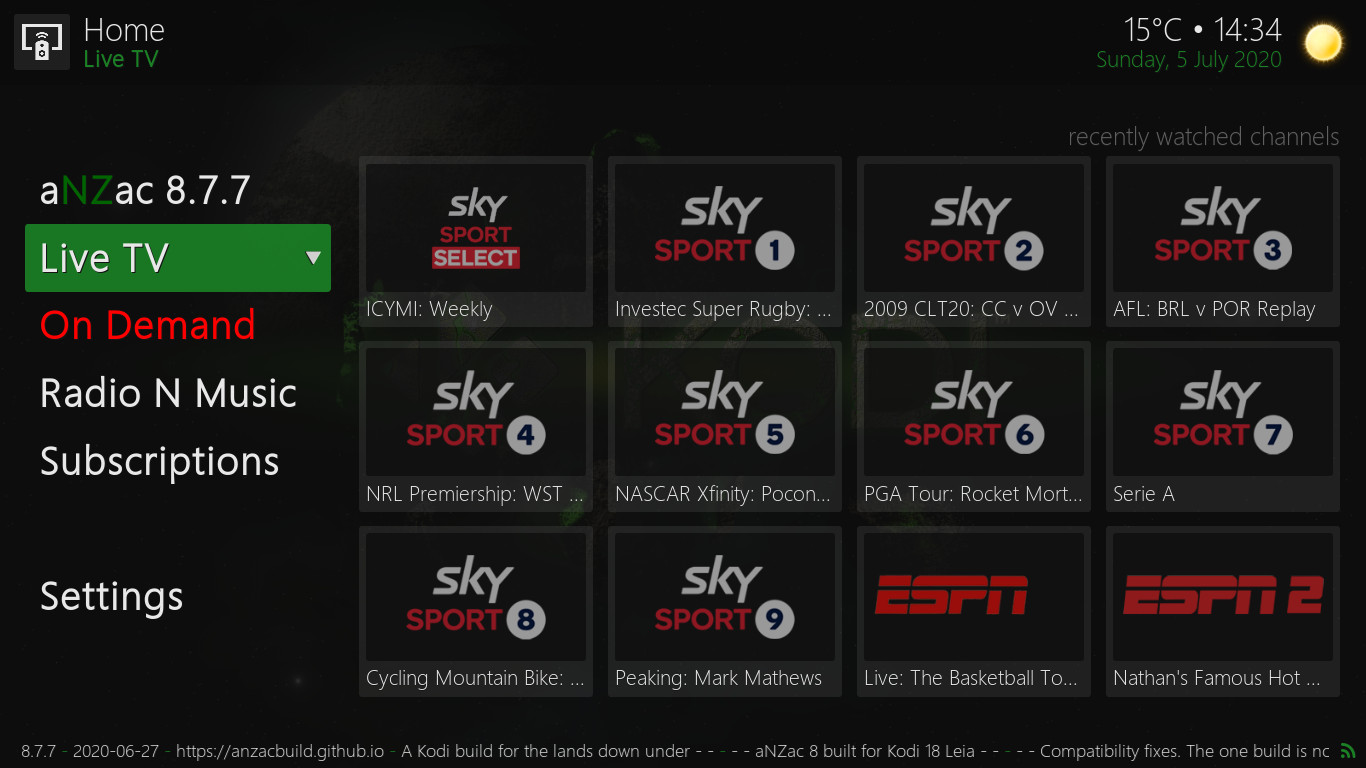 Home
Live TV
15°C • 14:34
Sunday, 5 July 2020
recently watched channels
aNZac 8.7.7
Live TV
On Demand
Radio N Music
Subscriptions
Settings
sky
SPORT
SELECT
ICYMI: Weekly
sky
SPORT 1
Investec Super Rugby: ...
sky
SPORT 2
2009 CLT20: CC v OV ...
sky
SPORT 3
AFL: BRL v POR Replay
sky
SPORT 4
NRL Premiership: WST ...
sky
SPORT 5
NASCAR Xfinity: Pocon...
sky
SPORT 6
PGA Tour: Rocket Mort...
sky
SPORT 7
Serie A
sky
SPORT 8
Cycling Mountain Bike: ...
sky
SPORT 9
Peaking: Mark Mathews
ESPN
Live: The Basketball To...
ESPN 2
Nathan's Famous Hot ...
8.7.7 - 2020-06-27 - https://anzacbuild.github.io - A Kodi build for the lands down under - - - - - aNZac 8 built for Kodi 18 Leia - - - - - Compatibility fixes. The one build is nc